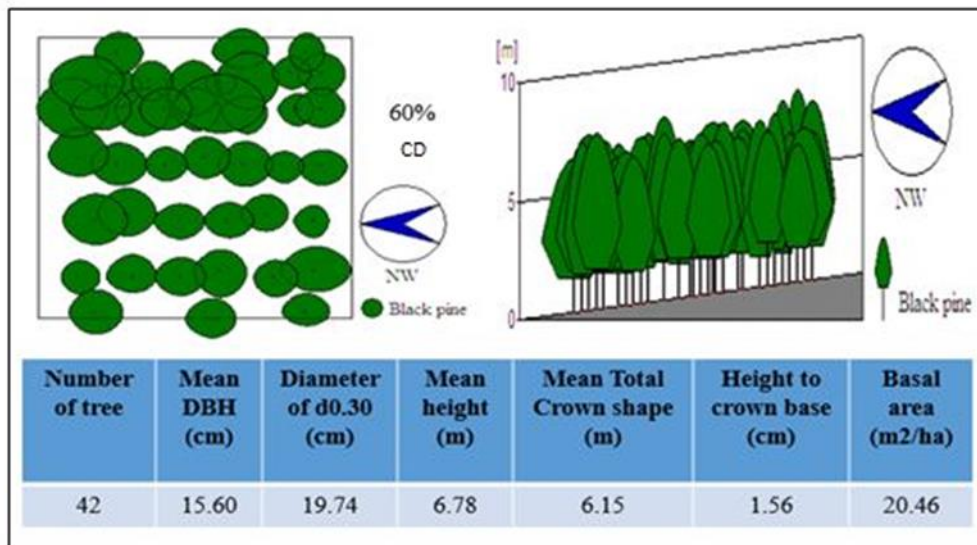 60%
CD
NW
Black pine
[m]
10
5
0
NW
Black pine
Number of tree
Mean DBH (cm)
Diameter of d0.30 (cm)
Mean height (m)
Mean Total Crown shape (m)
Height to crown base (cm)
Basal area (m2/ha)
42
15.60
19.74
6.78
6.15
1.56
20.46